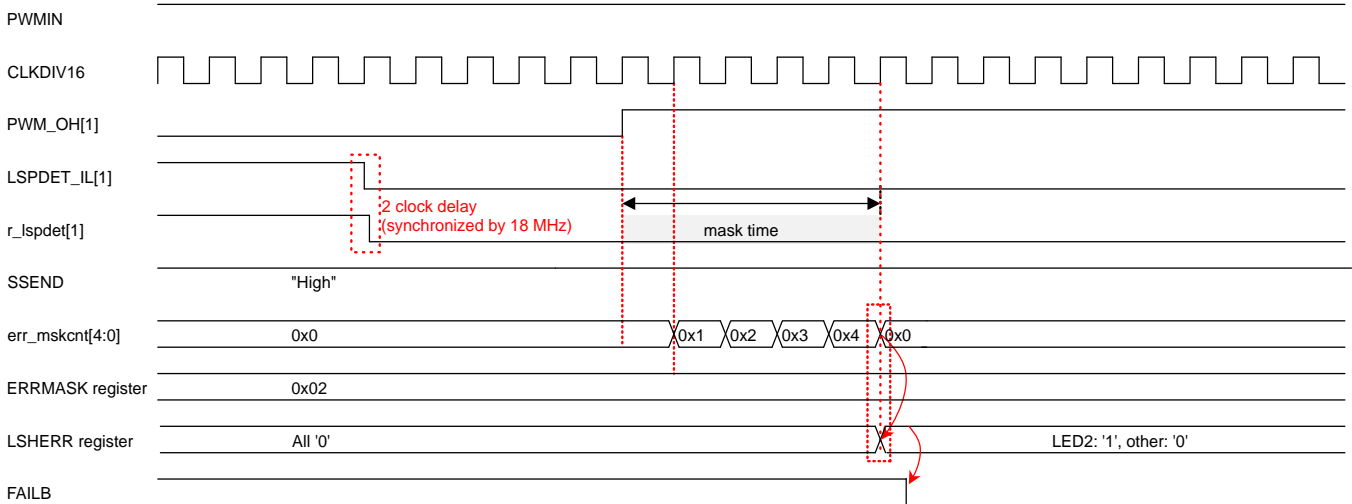 PWMIN
CLKDIV16
PWM_OH[1]
LSPDET_IL[1]
2 clock delay
(synchronized by 18 MHz)
r_lspdet[1]
mask time
SSEND
"High"
err_mskcnt[4:0]
0x0
0x1
0x2
0x3
0x4
0x0
ERRMASK register
0x02
LSHERR register
All '0'
LED2: '1', other: '0'
FAILB